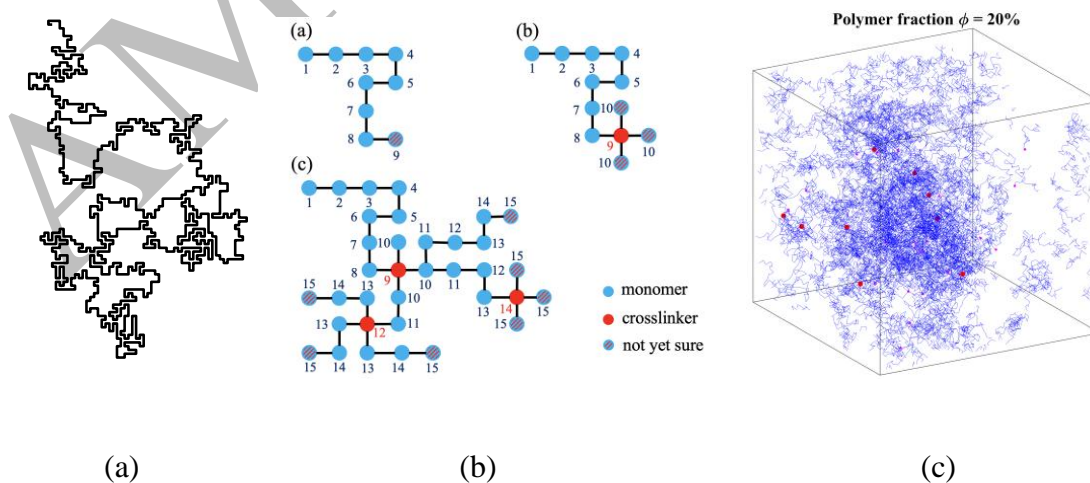 Polymer fraction ϕ = 20%
(a)
1 2 3 4
6 5
7
8 9
(b)
1 2 3 4
6 5
7 10
8 9 10
10
(c)
1 2 3 4
6 5
7 10
8 9 10 11 12
11 12 13
14 15
15
13 14 15
15
15 14 13 10
13 12 11
15 14 13 14 15
monomer
crosslinker
not yet sure
(a) (b) (c)